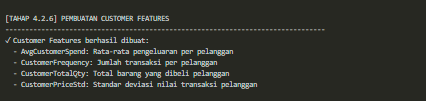 [TAHAP 4.2.6] PEMBUATAN CUSTOMER FEATURES
--------------------------------------------------------------------------------
✓ Customer Features berhasil dibuat:
- AvgCustomerSpend: Rata-rata pengeluaran per pelanggan
- CustomerFrequency: Jumlah transaksi per pelanggan
- CustomerTotalQty: Total barang yang dibeli pelanggan
- CustomerPriceStd: Standar deviasi nilai transaksi pelanggan